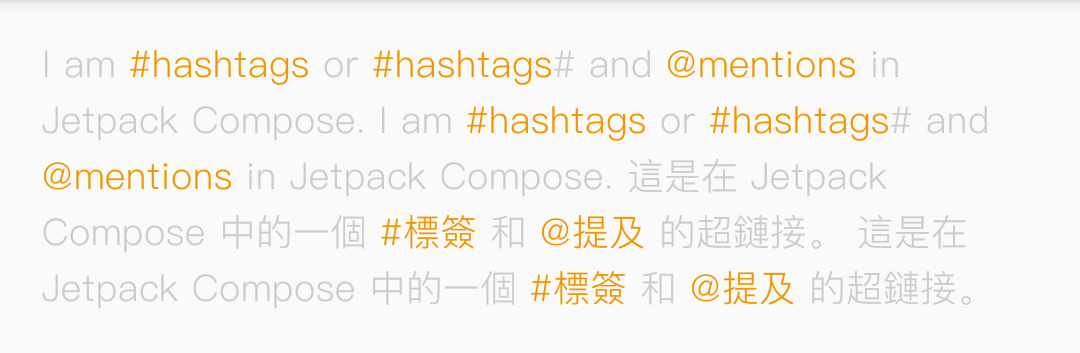 I am #hashtags or #hashtags# and @mentions in
Jetpack Compose. I am #hashtags or #hashtags# and
@mentions in Jetpack Compose. 這是在 Jetpack
Compose 中的一個 #標簽 和 @提及 的超鏈接。 這是在
Jetpack Compose 中的一個 #標簽 和 @提及 的超鏈接。